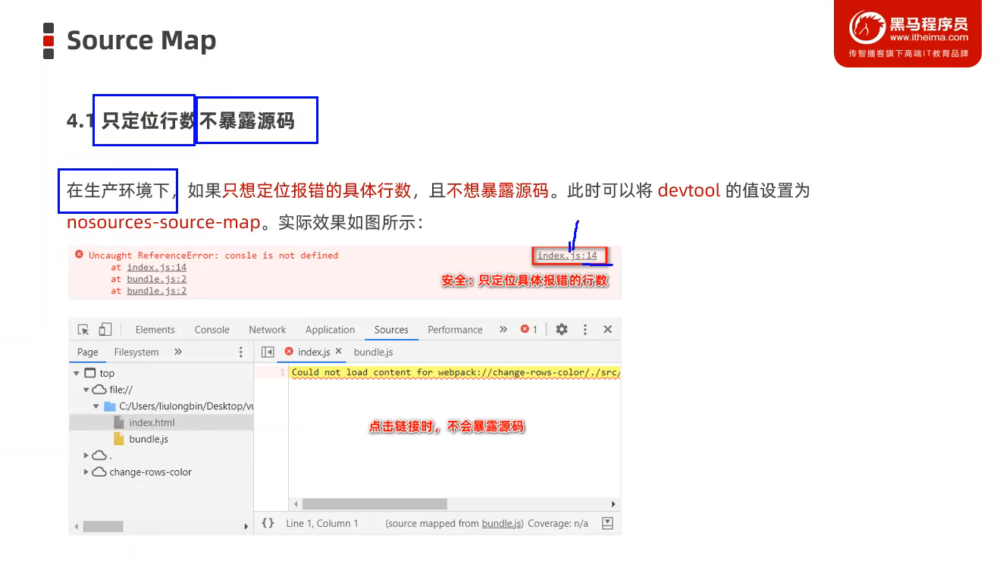 Source Map
黑马程序员
www.itheima.com
传智播客旗下高端IT教育品牌
4.1 只定位行数不暴露源码
在生产环境下，如果只想定位报错的具体行数，且不想暴露源码。此时可以将 devtool 的值设置为
nosources-source-map。实际效果如图所示：
Uncaught ReferenceError: consle is not defined
index.js:14
at index.js:14
at bundle.js:2
at bundle.js:2
安全：只定位具体报错的行数
Elements Console Network Application Sources Performance » 1
Page Filesystem »
index.js × bundle.js
top
file://
C:/Users/liulongbin/Desktop/vu
index.html
bundle.js
.
change-rows-color
1 Could not load content for webpack://change-rows-color/./src/
点击链接时，不会暴露源码
{} Line 1, Column 1 (source mapped from bundle.js) Coverage: n/a